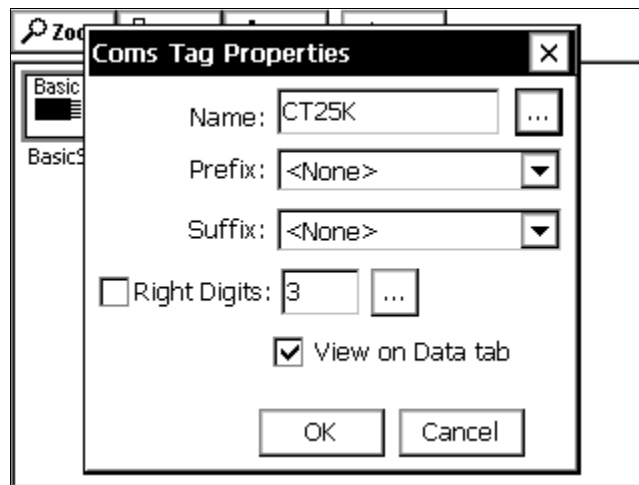 Zoo
Coms Tag Properties
Basic
BasicS
Name: CT25K ...
Prefix: <None>
Suffix: <None>
Right Digits: 3 ...
View on Data tab
OK Cancel